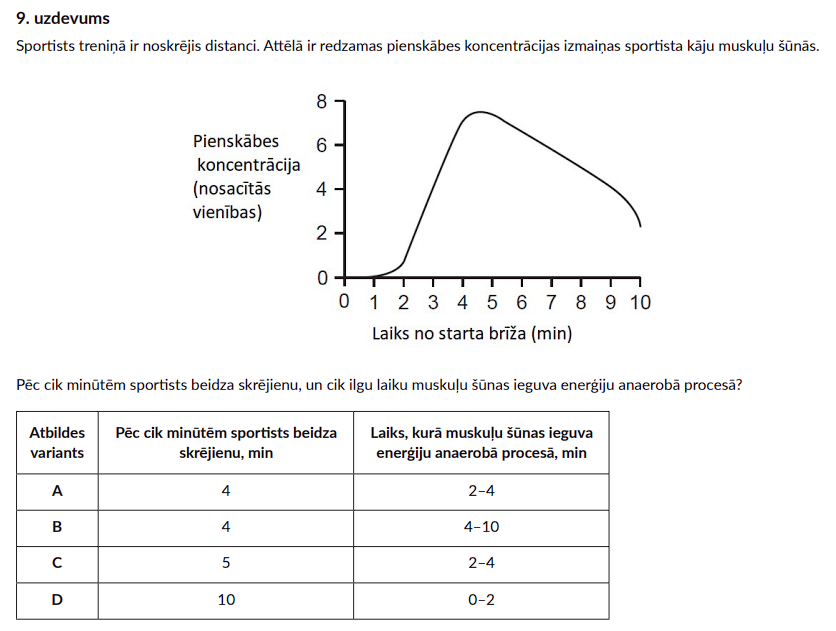 9. uzdevums
Sportists treniņā ir noskrējis distanci. Attēlā ir redzamas pienskābes koncentrācijas izmaiņas sportista kāju muskuļu šūnās.
Pienskābes
koncentrācija
(nosacītās
vienības)
8
6
4
2
0
0 1 2 3 4 5 6 7 8 9 10
Laiks no starta brīža (min)
Pēc cik minūtēm sportists beidza skrējienu, un cik ilgu laiku muskuļu šūnas ieguva enerģiju anaerobā procesā?
Atbildes variants | Pēc cik minūtēm sportists beidza skrējienu, min | Laiks, kurā muskuļu šūnas ieguva enerģiju anaerobā procesā, min
A 4 2–4
B 4 4–10
C 5 2–4
D 10 0–2